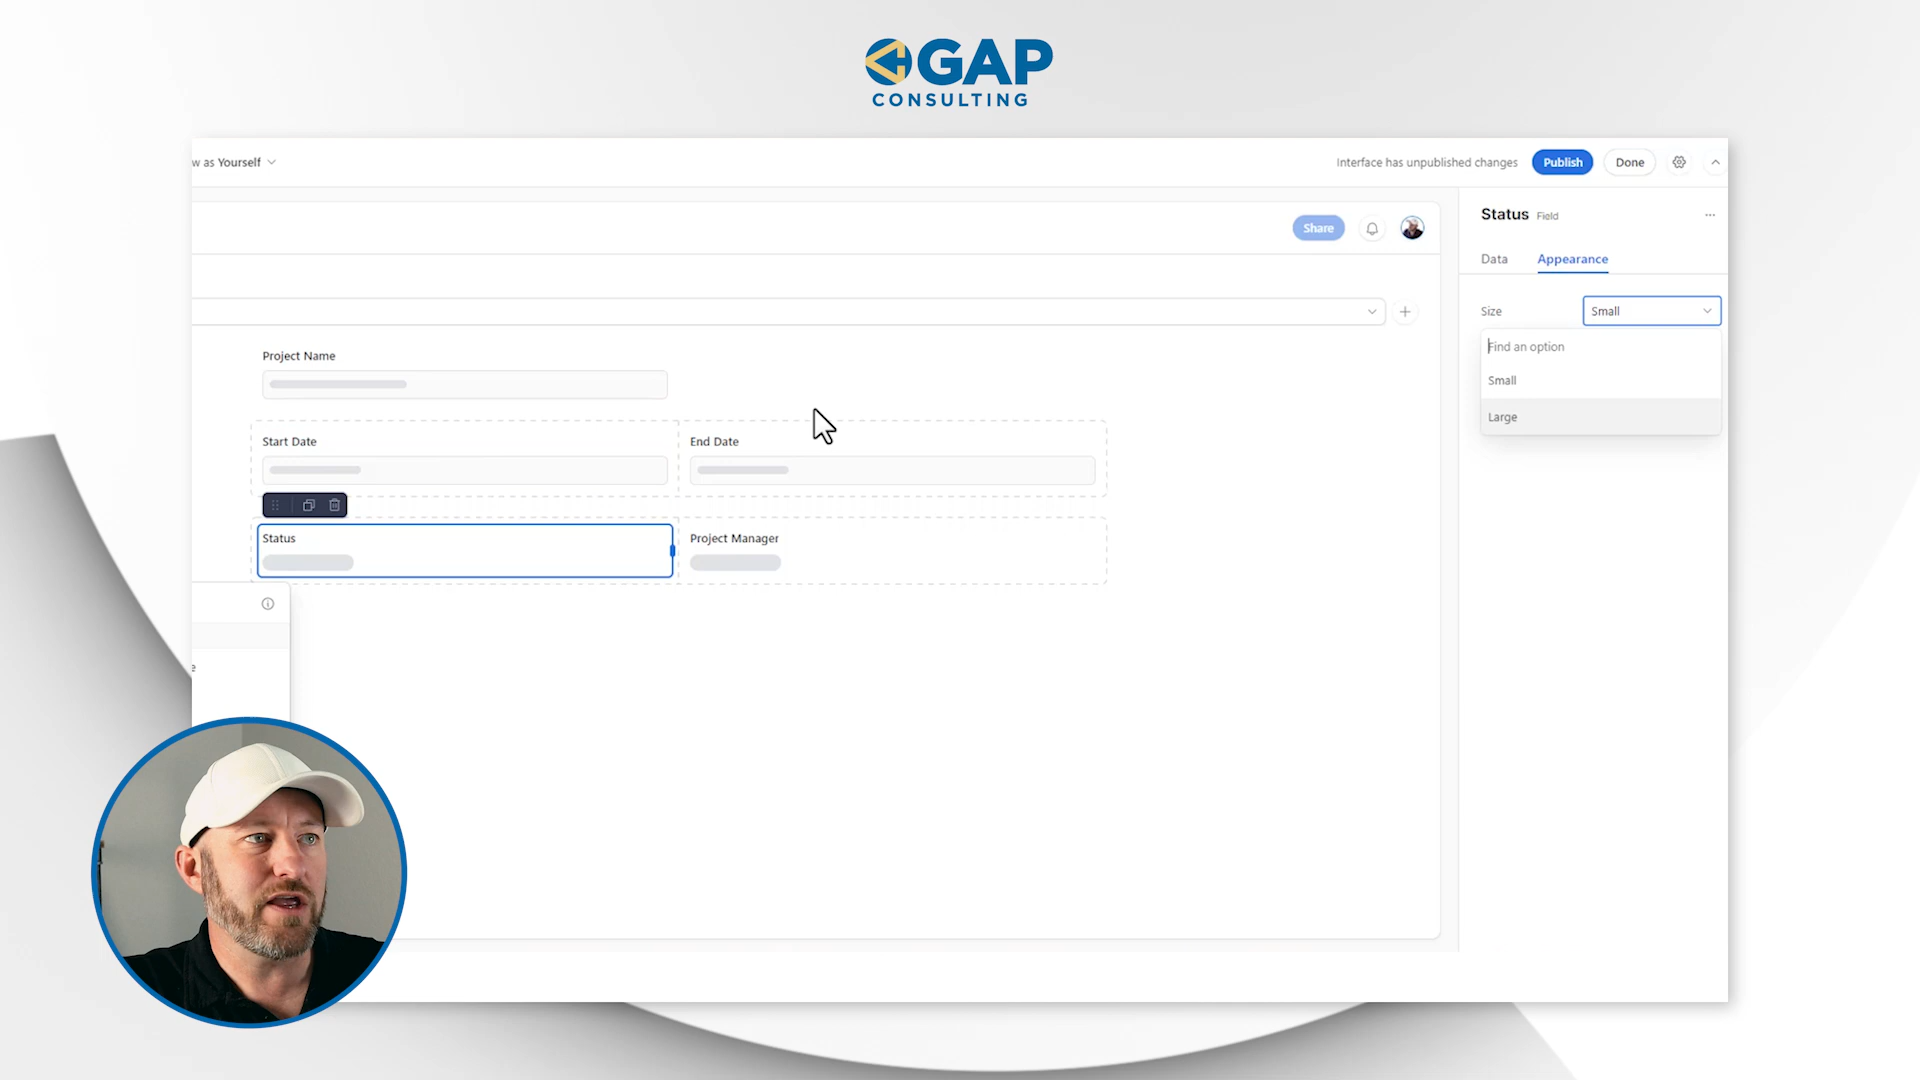 GAP
CONSULTING
w as Yourself
Interface has unpublished changes
Publish
Done
Status Field
Share
Data
Appearance
Size
Small
Find an option
Small
Large
Project Name
Start Date
End Date
Status
Project Manager
e